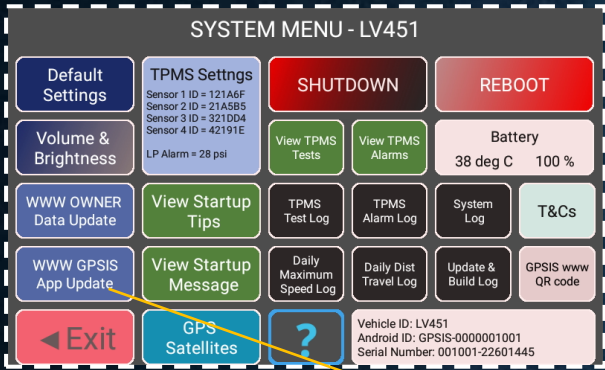 SYSTEM MENU - LV451
Default
Settings
TPMS Settngs
Sensor 1 ID = 121A6F
Sensor 2 ID = 21A5B5
Sensor 3 ID = 321DD4
Sensor 4 ID = 42191E
LP Alarm = 28 psi
SHUTDOWN
REBOOT
Volume &
Brightness
View TPMS
Tests
View TPMS
Alarms
Battery
38 deg C 100 %
WWW OWNER
Data Update
View Startup
Tips
TPMS
Test Log
TPMS
Alarm Log
System
Log
T&Cs
WWW GPSIS
App Update
View Startup
Message
Daily
Maximum
Speed Log
Daily Dist
Travel Log
Update &
Build Log
GPSIS www
QR code
◄Exit
GPS
Satellites
?
Vehicle ID: LV451
Android ID: GPSIS-0000001001
Serial Number: 001001-22601445